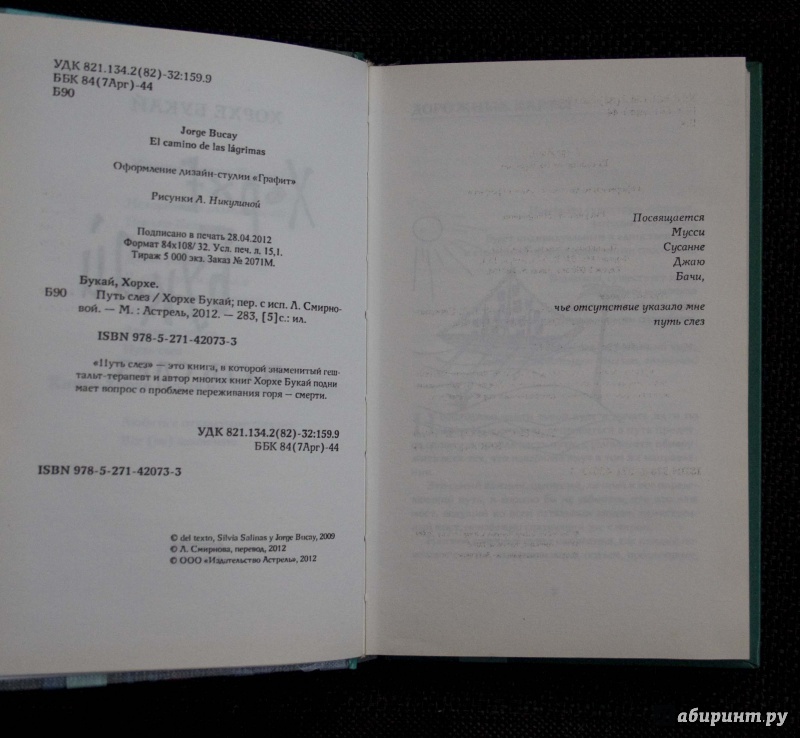 УДК 821.134.2(82)-32:159.9
ББК 84(7Арг)-44
Б90
Jorge Bucay
El camino de las lágrimas
Оформление дизайн-студии «Графит»
Рисунки Л. Никулиной
Подписано в печать 28.04.2012
Формат 84x108/32. Усл. печ. л. 15,1.
Тираж 5 000 экз. Заказ № 2071М.
Букай, Хорхе.
Б90 Путь слез / Хорхе Букай; пер. с исп. Л. Смирно-
вой. — М. : Астрель, 2012. — 283, [5]с.: ил.
ISBN 978-5-271-42073-3
«Путь слез» — это книга, в которой знаменитый геш-
тальт-терапевт и автор многих книг Хорхе Букай подни
мает вопрос о проблеме переживания горя — смерти.
УДК 821.134.2(82)-32:159.9
ББК 84(7Арг)-44
ISBN 978-5-271-42073-3
© del texto, Silvia Salinas y Jorge Bucay, 2009
© Л. Смирнова, перевод, 2012
© ООО «Издательство Астрель», 2012
Посвящается
Мусси
Сусанне
Джаю
Бачи,
чье отсутствие указало мне
путь слез
абиринт.ру